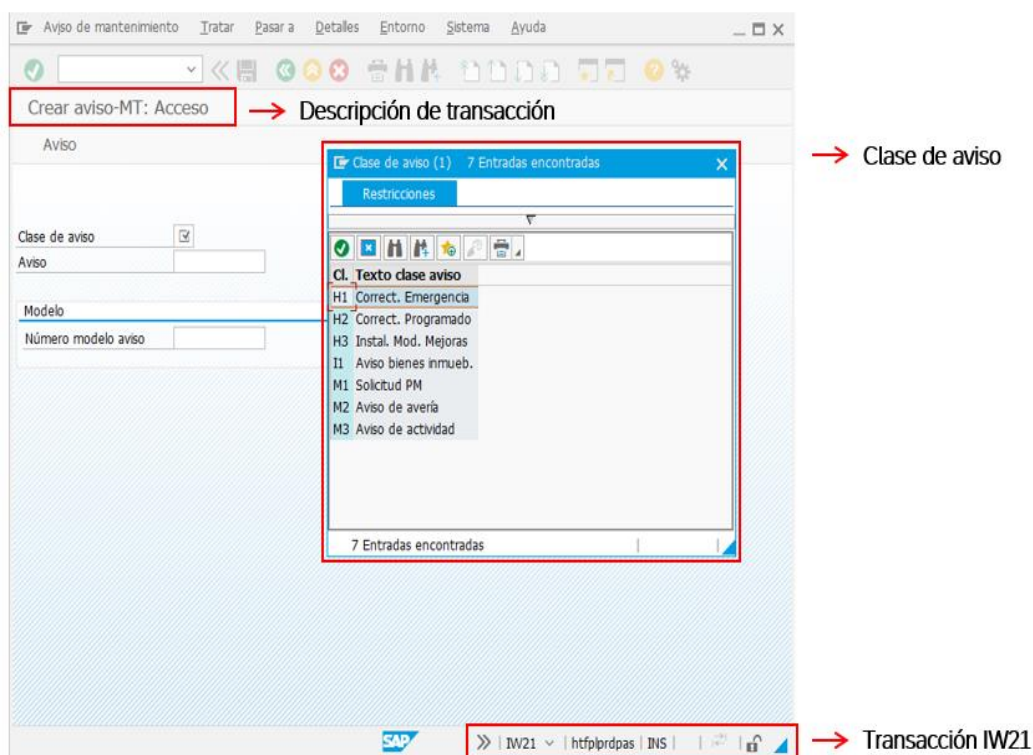 Aviso de mantenimiento Tratar Pasar a Detalles Entorno Sistema Ayuda
Crear aviso-MT: Acceso
Descripción de transacción
Aviso
Clase de aviso
Clase de aviso (1) 7 Entradas encontradas
Restricciones
Clase de aviso
Aviso
Modelo
Número modelo aviso
Cl. Texto clase aviso
H1 Correct. Emergencia
H2 Correct. Programado
H3 Instal. Mod. Mejoras
I1 Aviso bienes inmueb.
M1 Solicitud PM
M2 Aviso de avería
M3 Aviso de actividad
7 Entradas encontradas
SAP
IW21 | htfplprdpas | INS
Transacción IW21